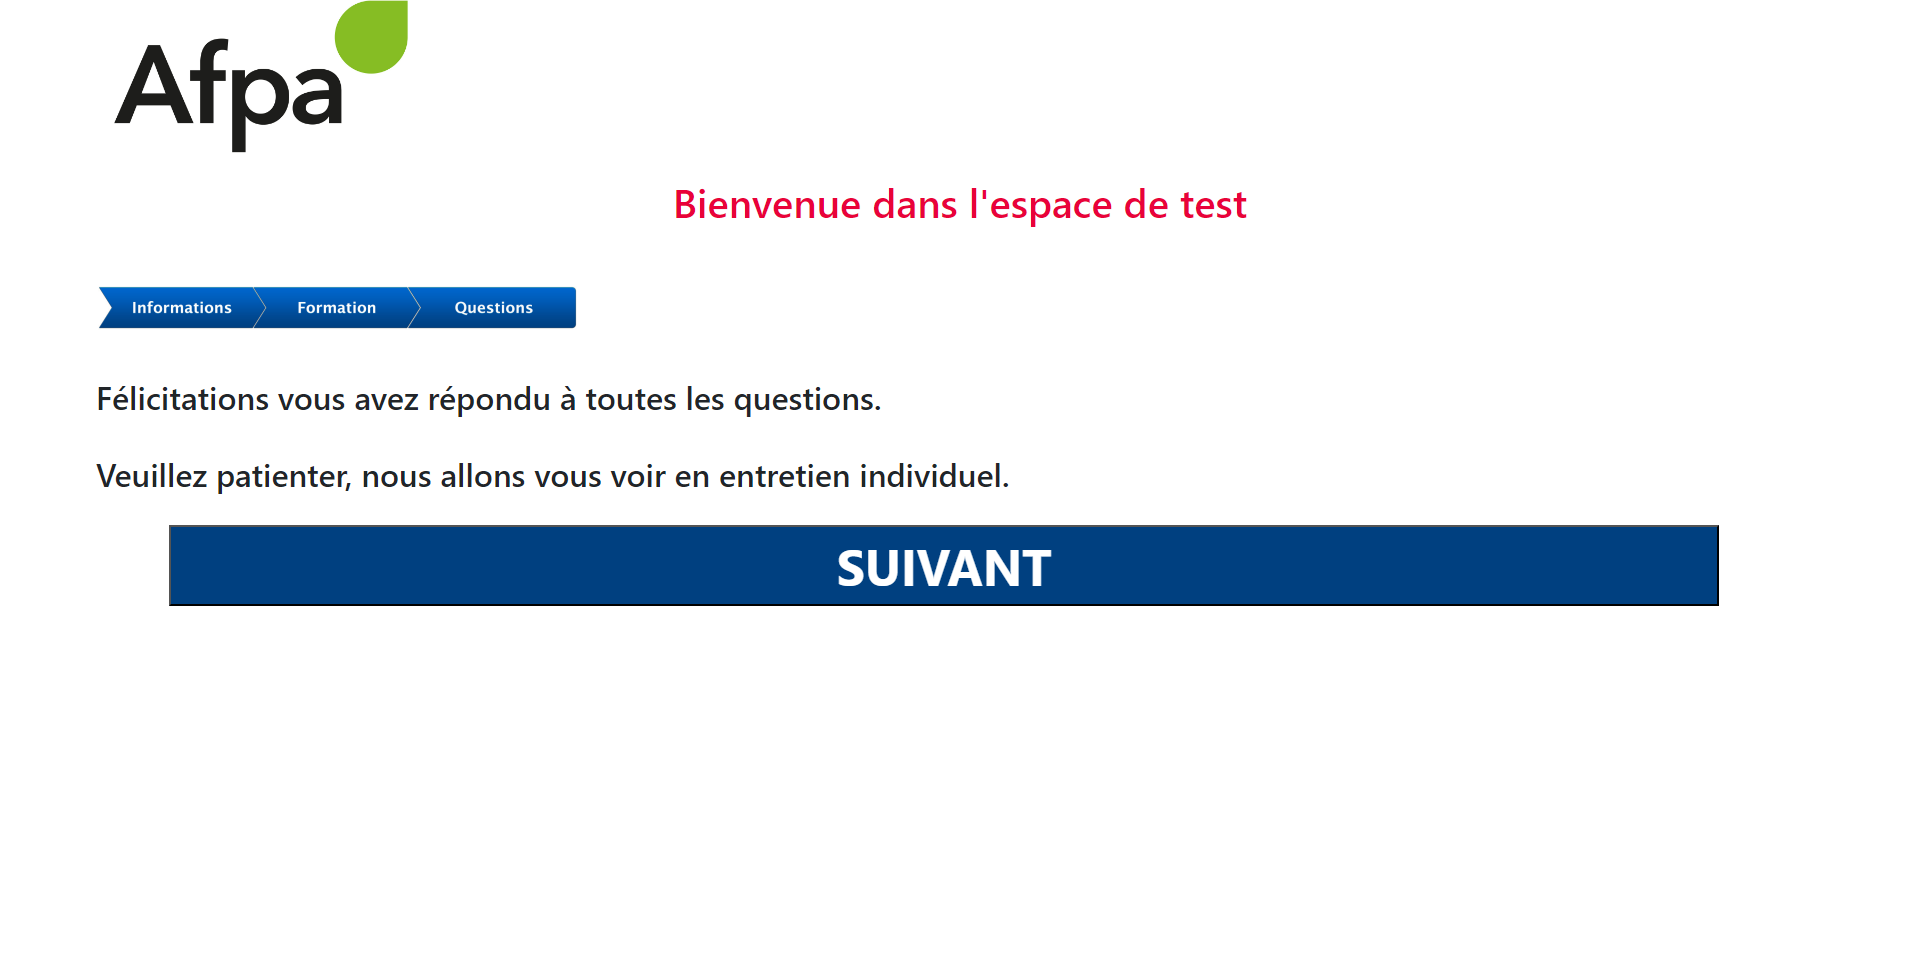 Afpa
Bienvenue dans l'espace de test
Informations Formation Questions
Félicitations vous avez répondu à toutes les questions.
Veuillez patienter, nous allons vous voir en entretien individuel.
SUIVANT